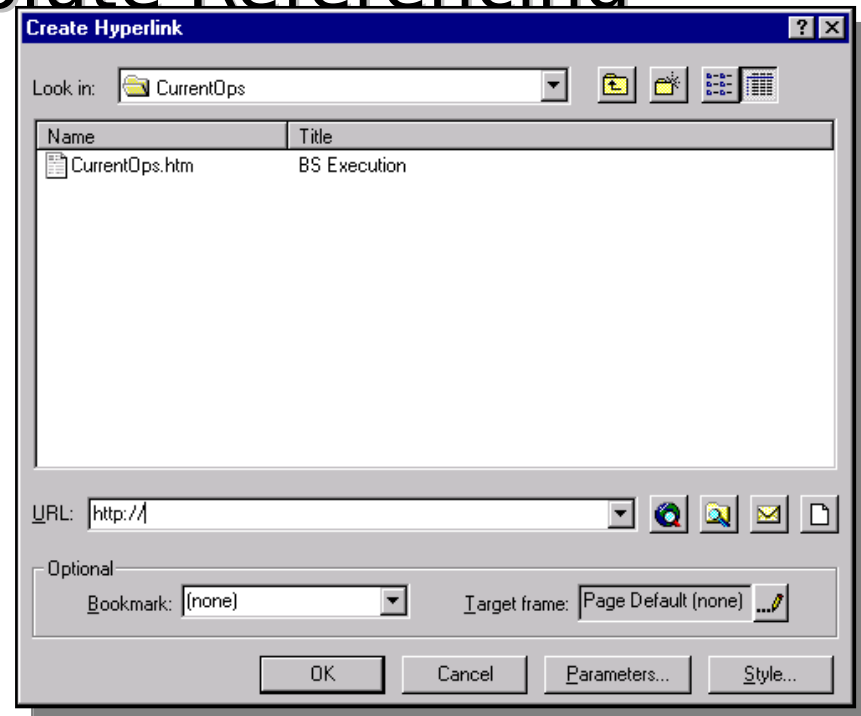 Create Hyperlink
Look in: CurrentOps
Name Title
CurrentOps.htm BS Execution
URL: http://
Optional
Bookmark: (none) Target frame: Page Default (none)
OK Cancel Parameters... Style...